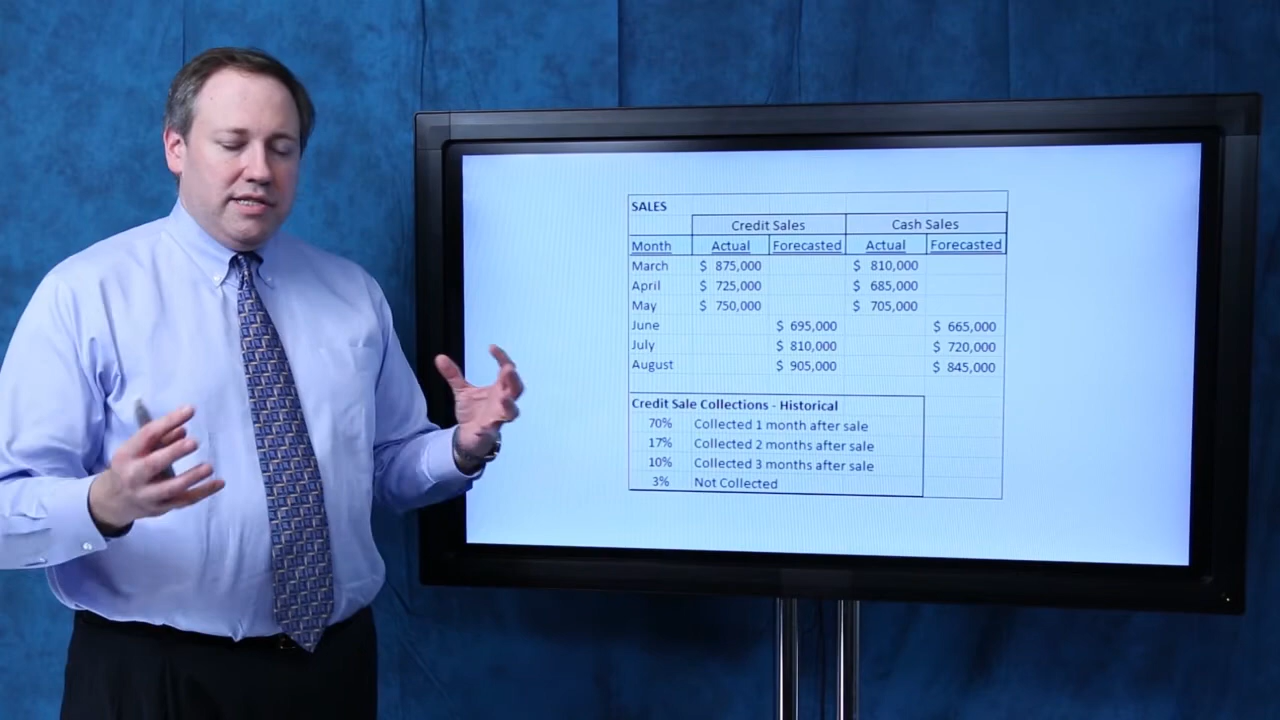 SALES
Credit Sales Cash Sales
Month Actual Forecasted Actual Forecasted
March $ 875,000 $ 810,000
April $ 725,000 $ 685,000
May $ 750,000 $ 705,000
June $ 695,000 $ 665,000
July $ 810,000 $ 720,000
August $ 905,000 $ 845,000
Credit Sale Collections - Historical
70% Collected 1 month after sale
17% Collected 2 months after sale
10% Collected 3 months after sale
3% Not Collected